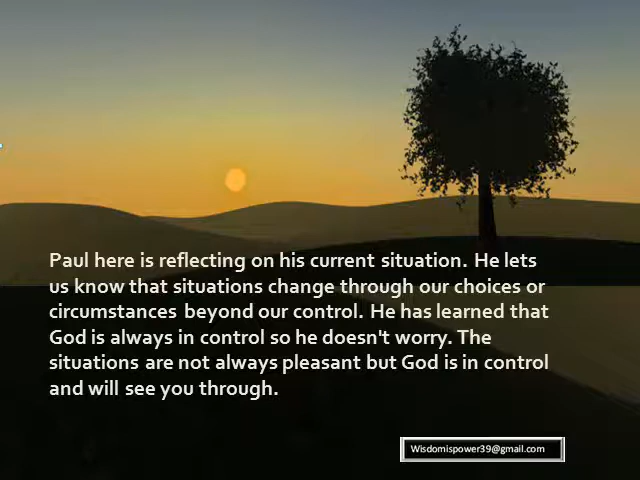 Paul here is reflecting on his current situation. He lets
us know that situations change through our choices or
circumstances beyond our control. He has learned that
God is always in control so he doesn't worry. The
situations are not always pleasant but God is in control
and will see you through.
Wisdomispower39@gmail.com